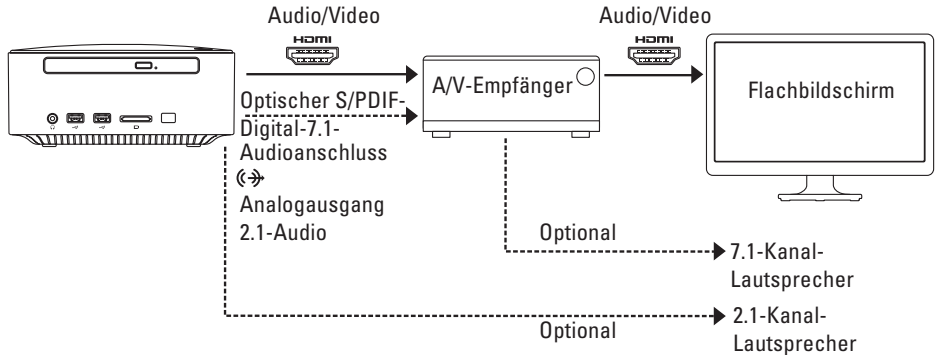 Audio/Video
HDMI
Audio/Video
HDMI
A/V-Empfänger
Flachbildschirm
Optischer S/PDIF-
Digital-7.1-
Audioanschluss
Analogausgang
2.1-Audio
Optional
7.1-Kanal-
Lautsprecher
Optional
2.1-Kanal-
Lautsprecher